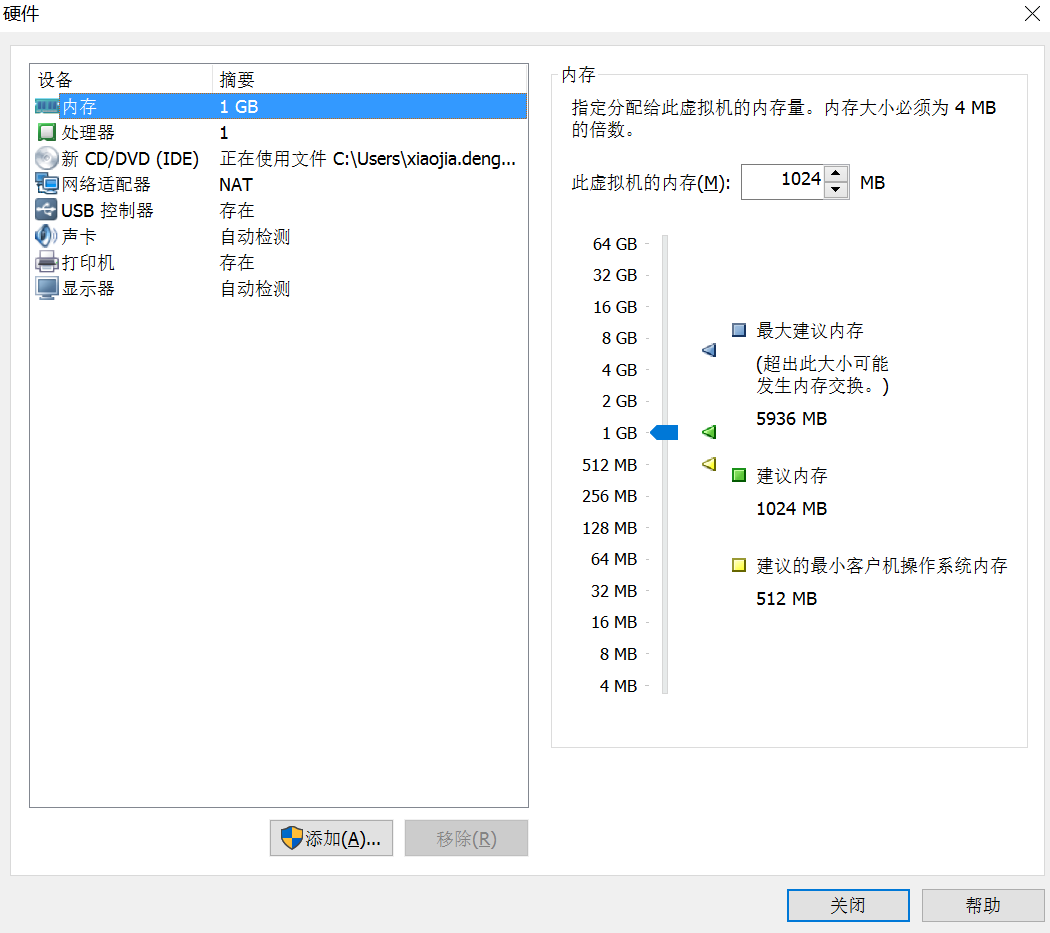 硬件
设备 摘要
内存 1 GB
处理器 1
新 CD/DVD (IDE) 正在使用文件 C:\Users\xiaojia.deng...
网络适配器 NAT
USB 控制器 存在
声卡 自动检测
打印机 存在
显示器 自动检测
添加(A)...
移除(R)
内存
指定分配给此虚拟机的内存量。内存大小必须为 4 MB
的倍数。
此虚拟机的内存(M): 1024 MB
64 GB
32 GB
16 GB
8 GB
4 GB
2 GB
1 GB
512 MB
256 MB
128 MB
64 MB
32 MB
16 MB
8 MB
4 MB
最大建议内存
(超出此大小可能
发生内存交换。)
5936 MB
建议内存
1024 MB
建议的最小客户机操作系统内存
512 MB
关闭
帮助